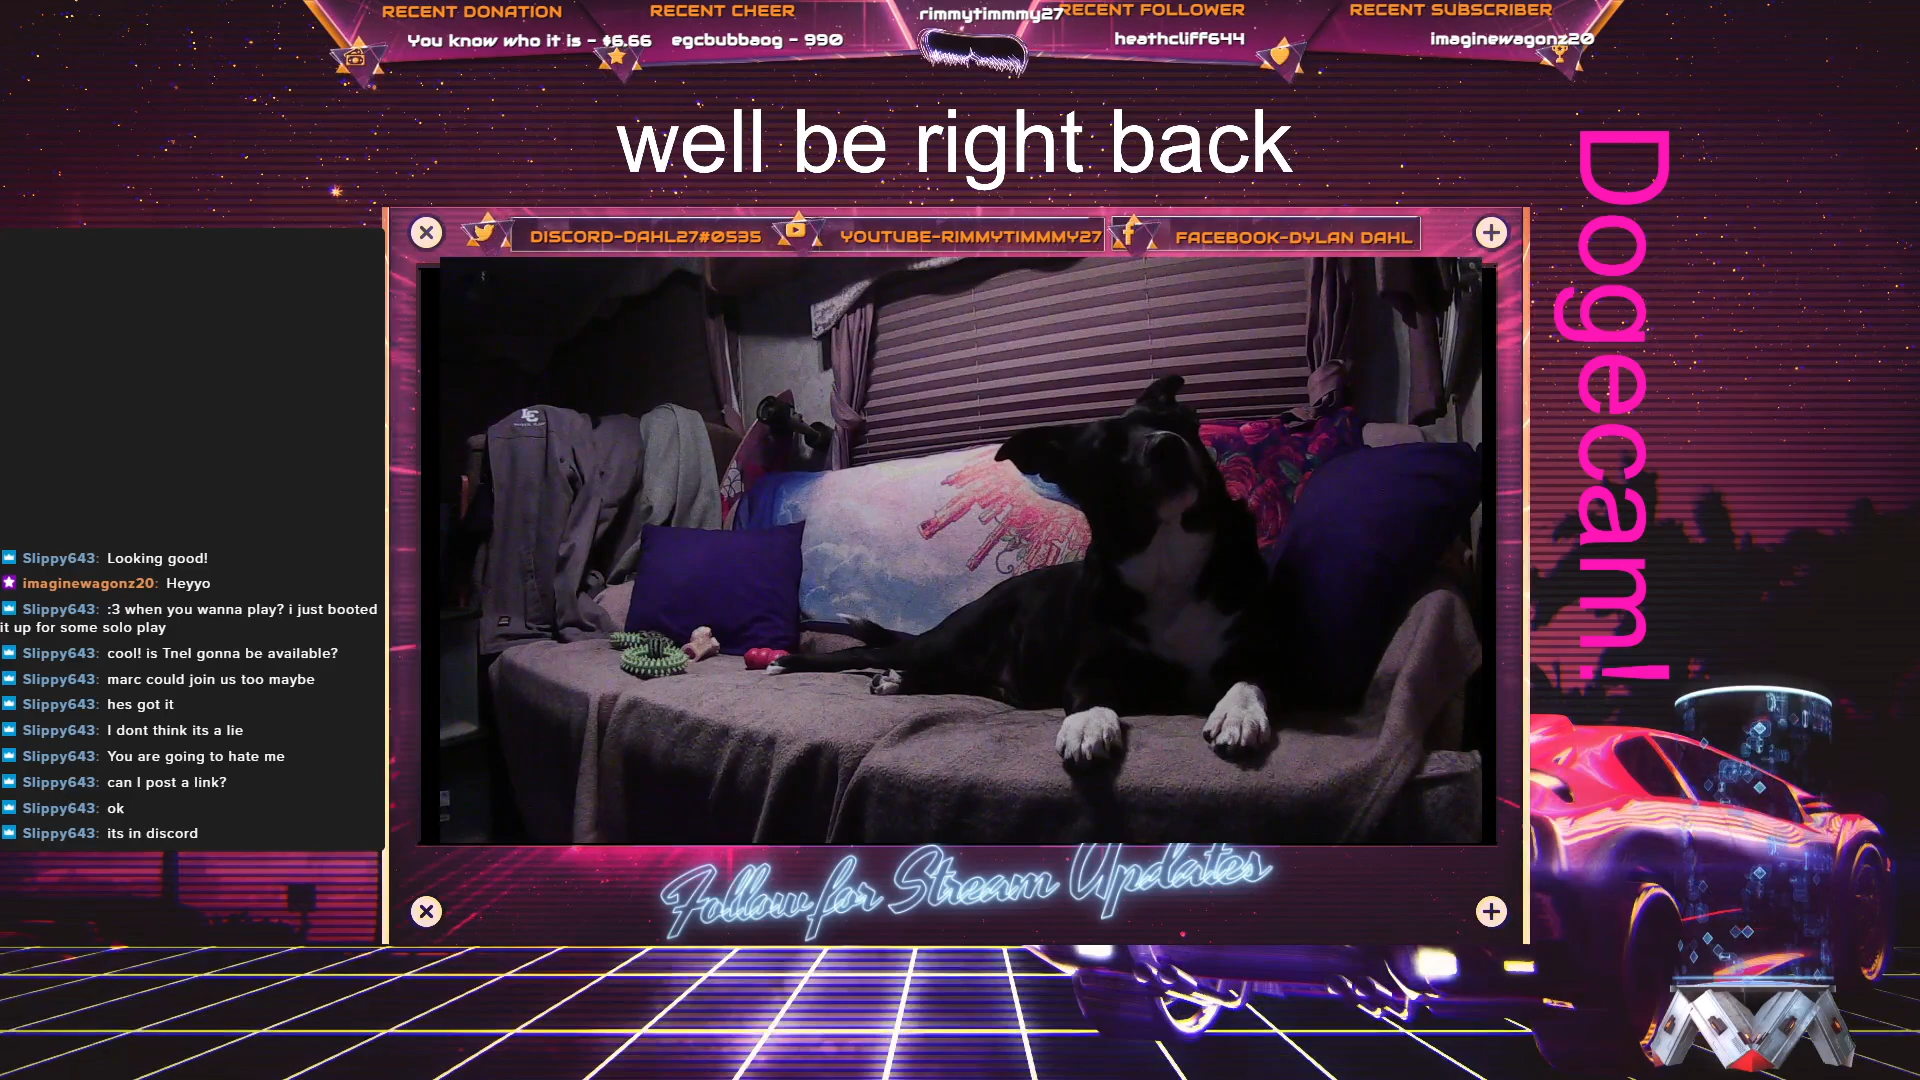 RECENT DONATION
You know who it is - $6.66
RECENT CHEER
egcbubbaog - 990
rimmytimmmy27
RECENT FOLLOWER
heathcliff644
RECENT SUBSCRIBER
imaginewagonz20
well be right back
Dogecam!
DISCORD-DAHL27#0535
YOUTUBE-RIMMYTIMMMY27
FACEBOOK-DYLAN DAHL
Slippy643: Looking good!
imaginewagonz20: Heyyo
Slippy643: :3 when you wanna play? i just booted
it up for some solo play
Slippy643: cool! is Tnel gonna be available?
Slippy643: marc could join us too maybe
Slippy643: hes got it
Slippy643: I dont think its a lie
Slippy643: You are going to hate me
Slippy643: can I post a link?
Slippy643: ok
Slippy643: its in discord
Follow for Stream Updates